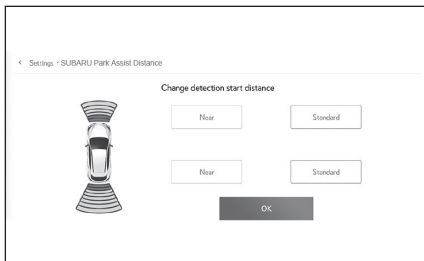 < Settings · SUBARU Park Assist Distance
Change detection start distance
Near Standard
Near Standard
OK